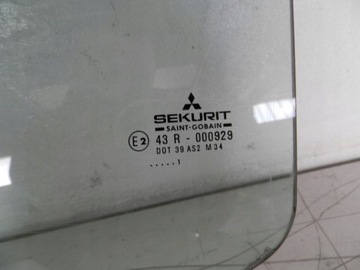 SEKURIT
SAINT-GOBAIN
E2 43 R - 000929
DOT 39 AS2 M34
.....1